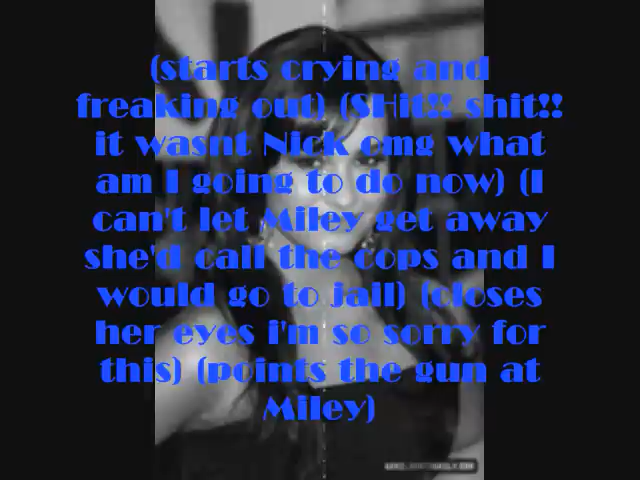 (starts crying and
freaking out) (SHit!! shit!!
it wasnt Nick omg what
am I going to do now) (I
can't let Miley get away
she'd call the cops and I
would go to jail) (closes
her eyes i'm so sorry for
this) (points the gun at
Miley)